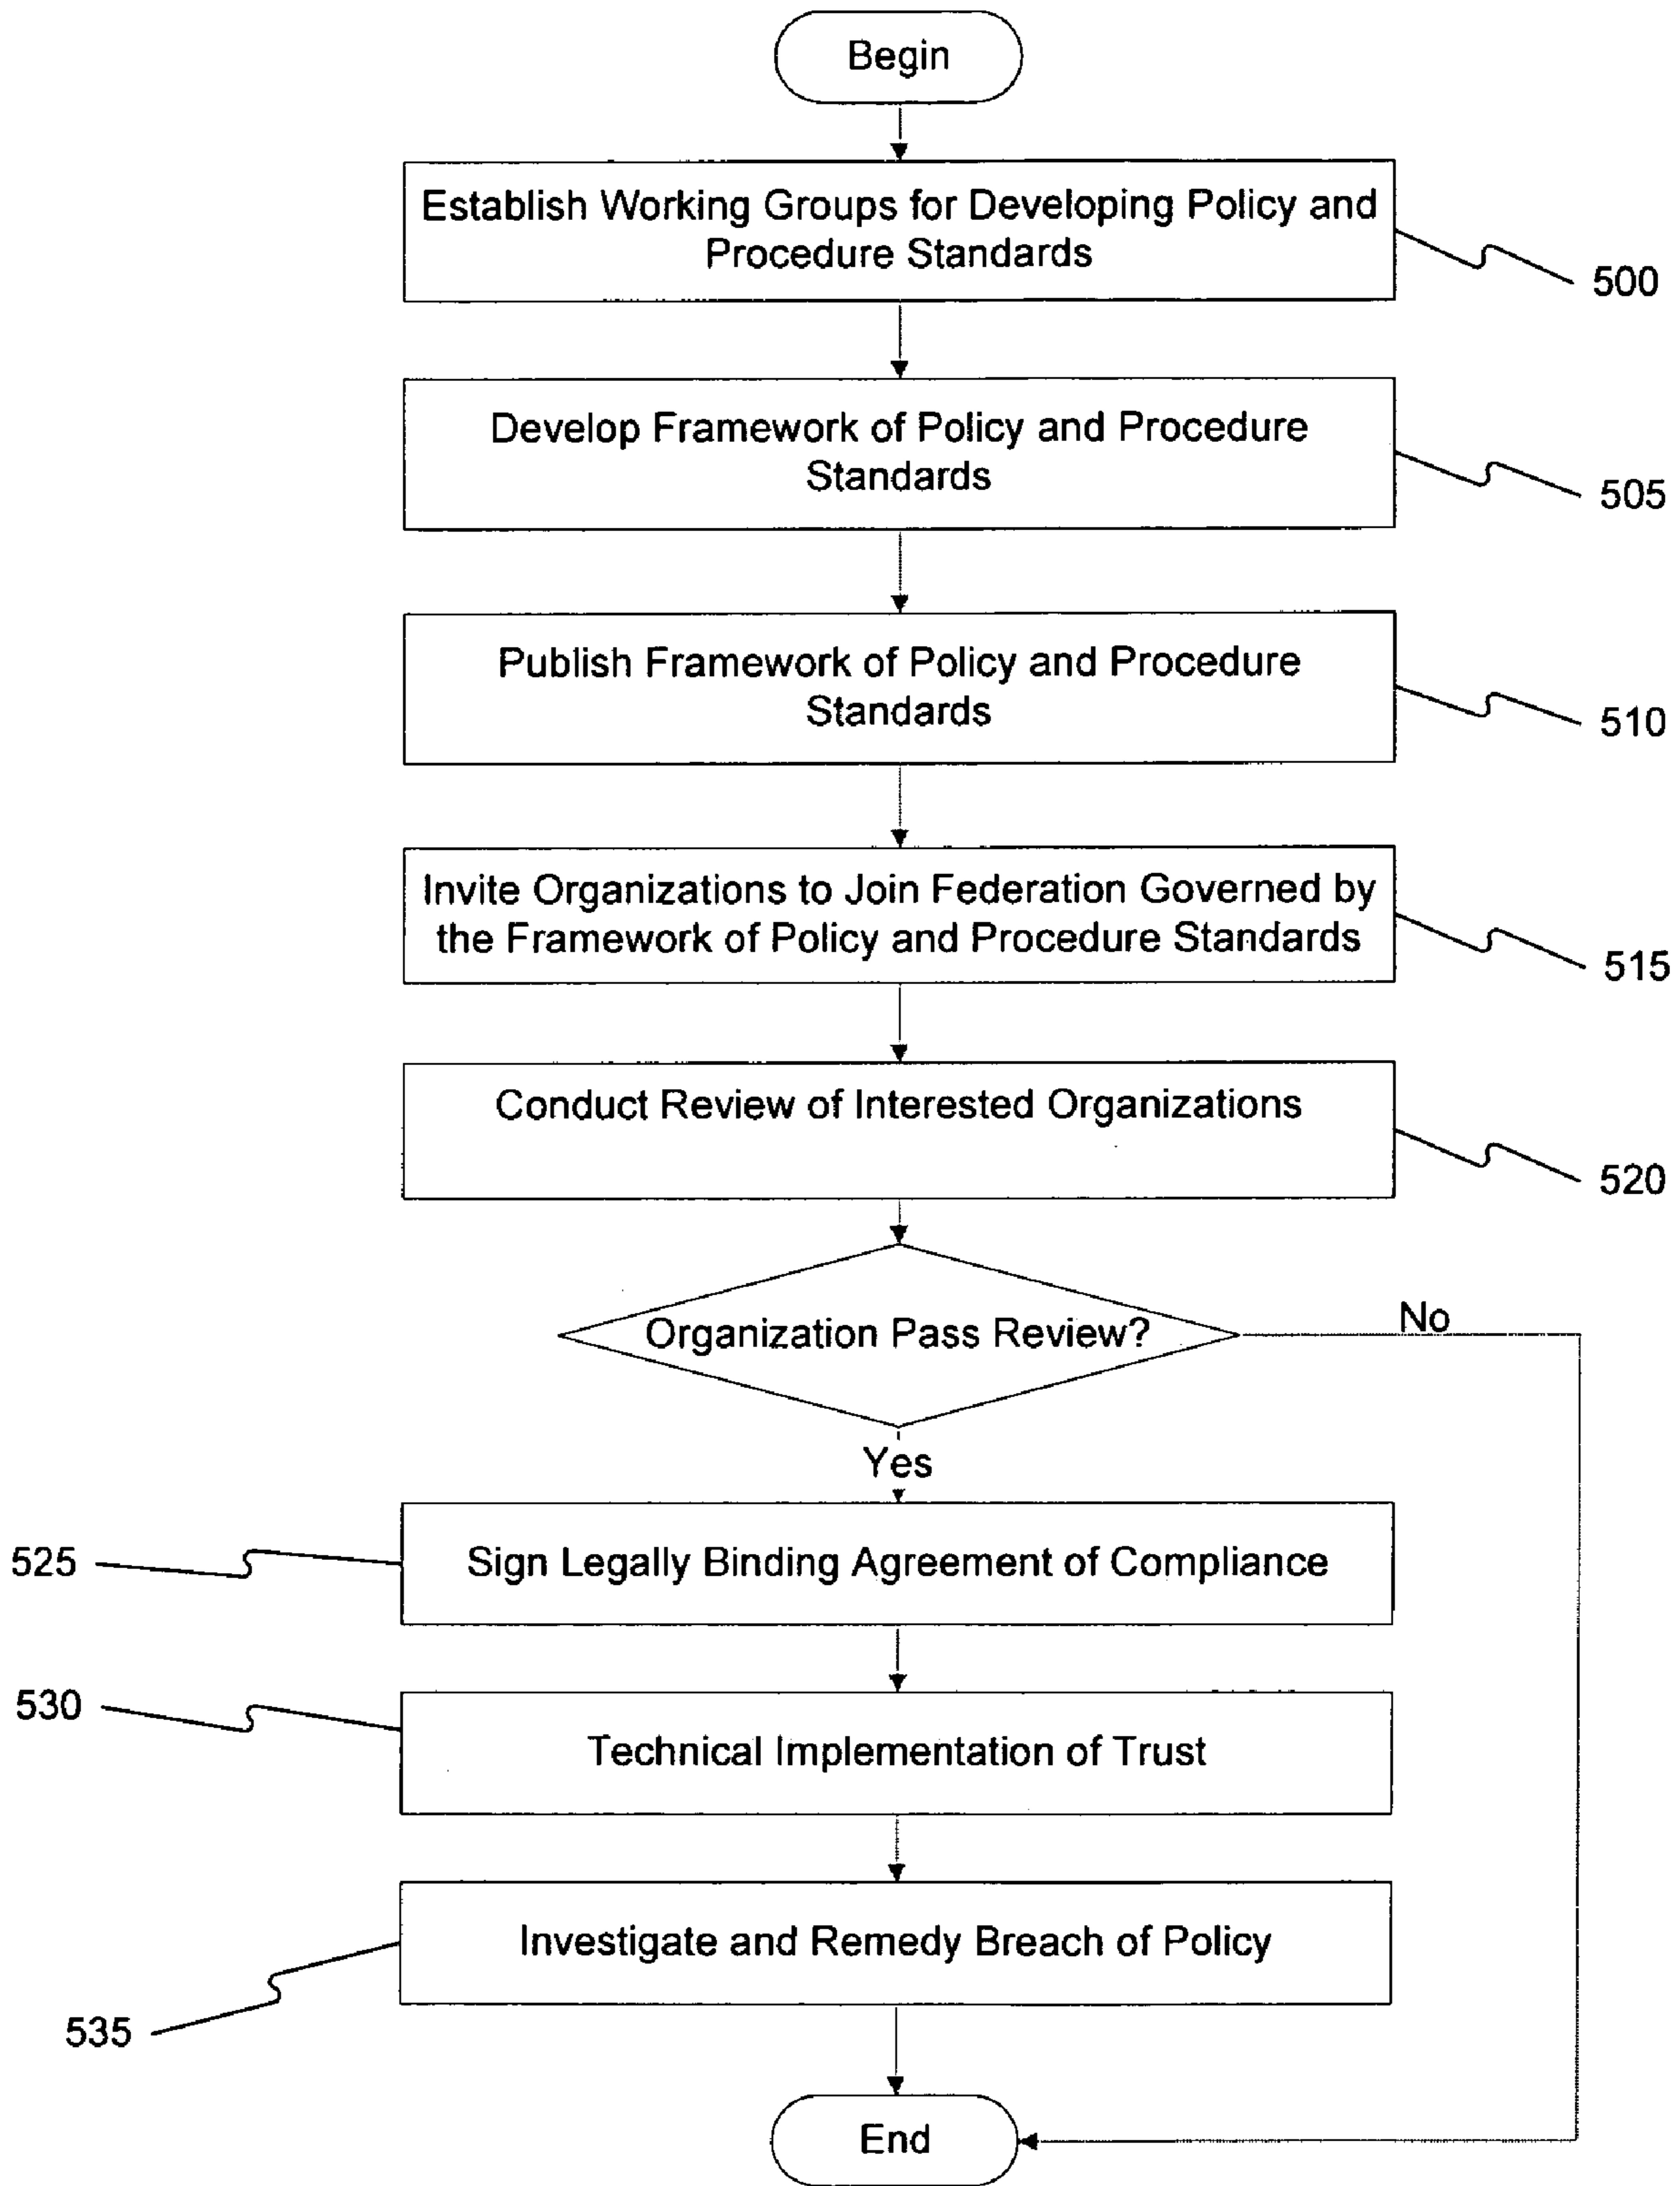 Begin
Establish Working Groups for Developing Policy and
Procedure Standards
500
Develop Framework of Policy and Procedure
Standards
505
Publish Framework of Policy and Procedure
Standards
510
Invite Organizations to Join Federation Governed by
the Framework of Policy and Procedure Standards
515
Conduct Review of Interested Organizations
520
Organization Pass Review?
No
Yes
525
Sign Legally Binding Agreement of Compliance
530
Technical Implementation of Trust
Investigate and Remedy Breach of Policy
535
End